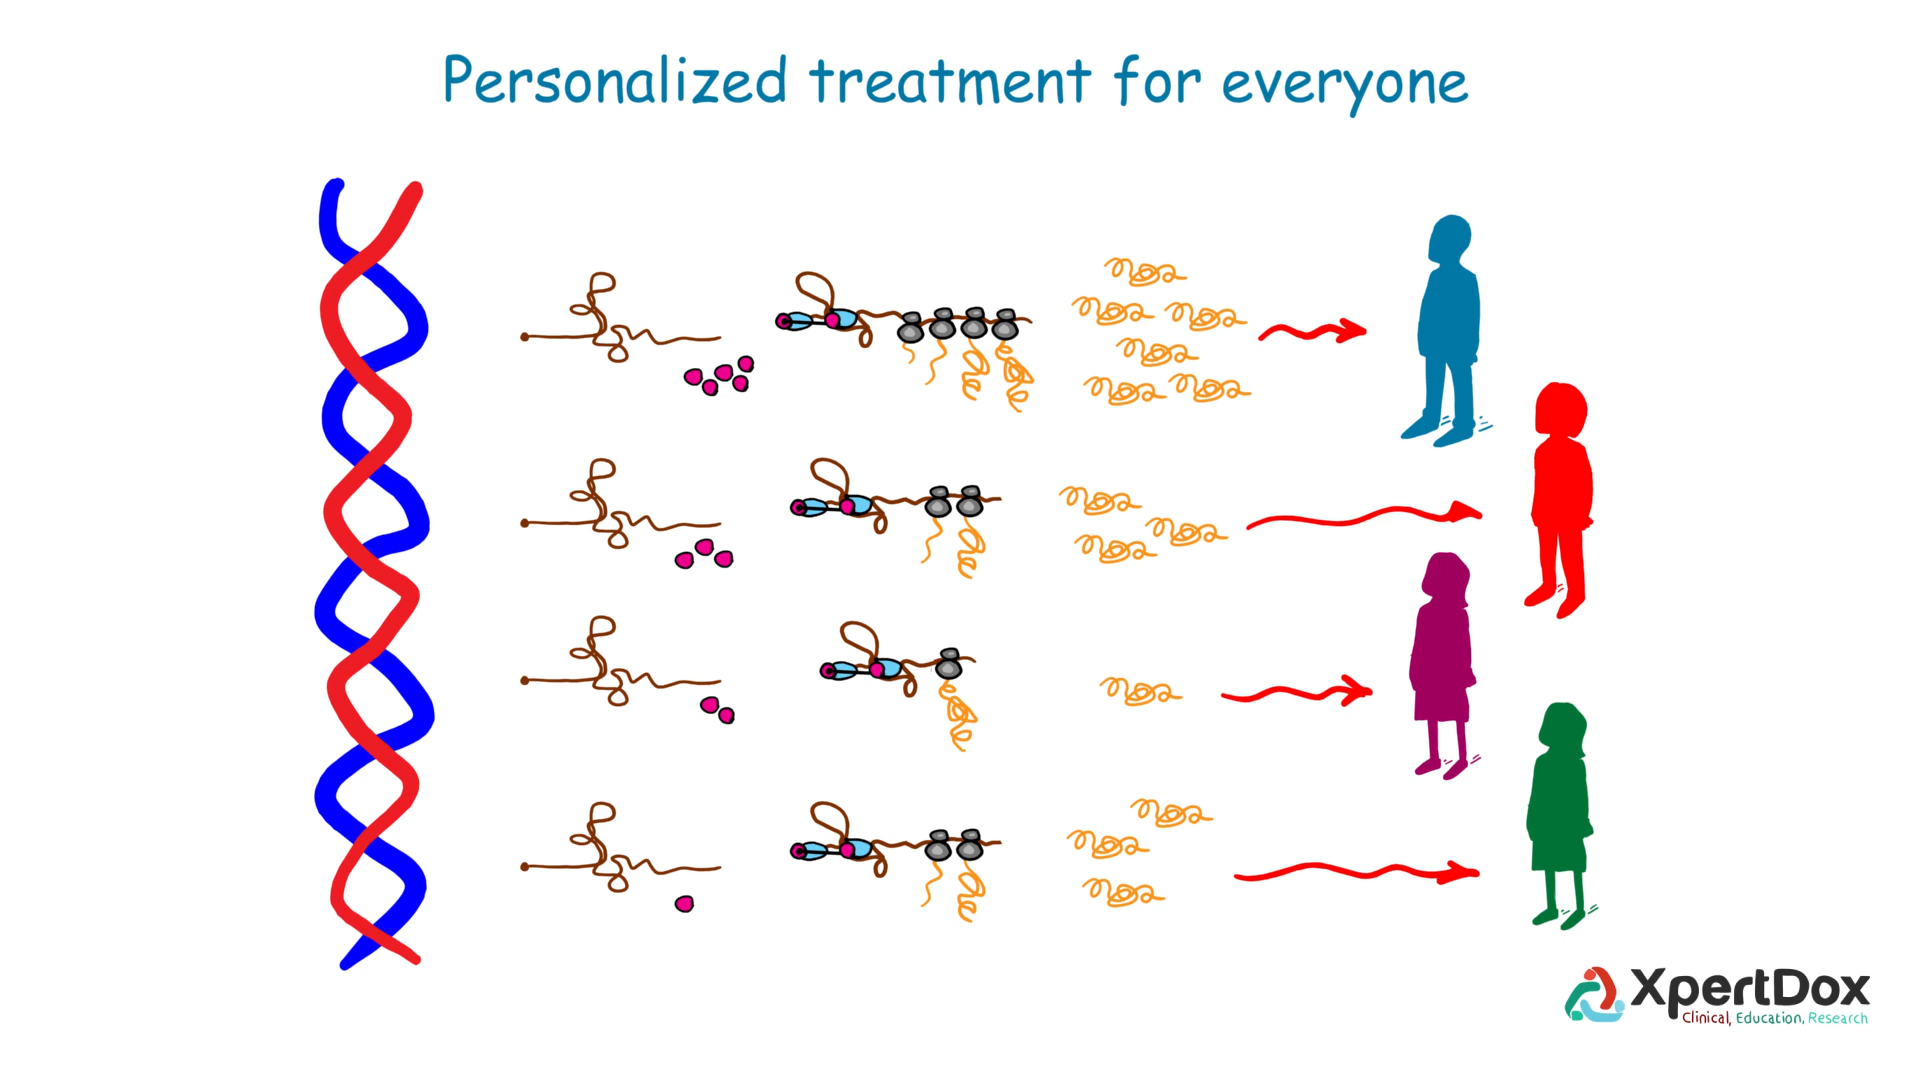 Personalized treatment for everyone
XpertDox
Clinical, Education, Research